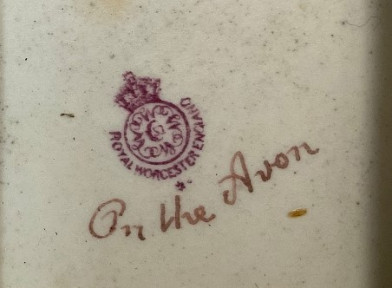 ROYAL WORCESTER ENGLAND
On the Avon